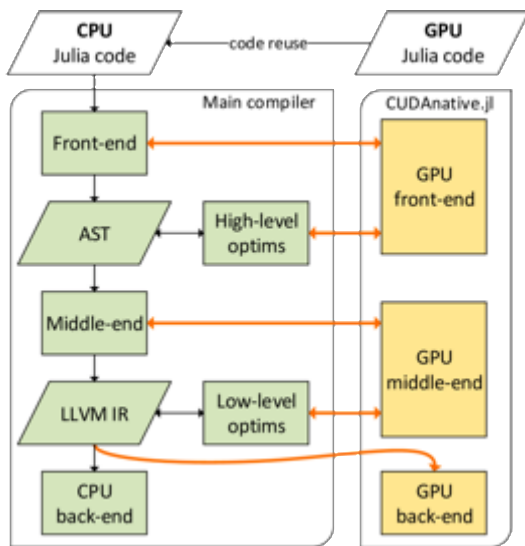 CPU
Julia code
code reuse
GPU
Julia code
Main compiler
CUDAnative.jl
Front-end
GPU
front-end
AST
High-level
optims
Middle-end
GPU
middle-end
LLVM IR
Low-level
optims
CPU
back-end
GPU
back-end